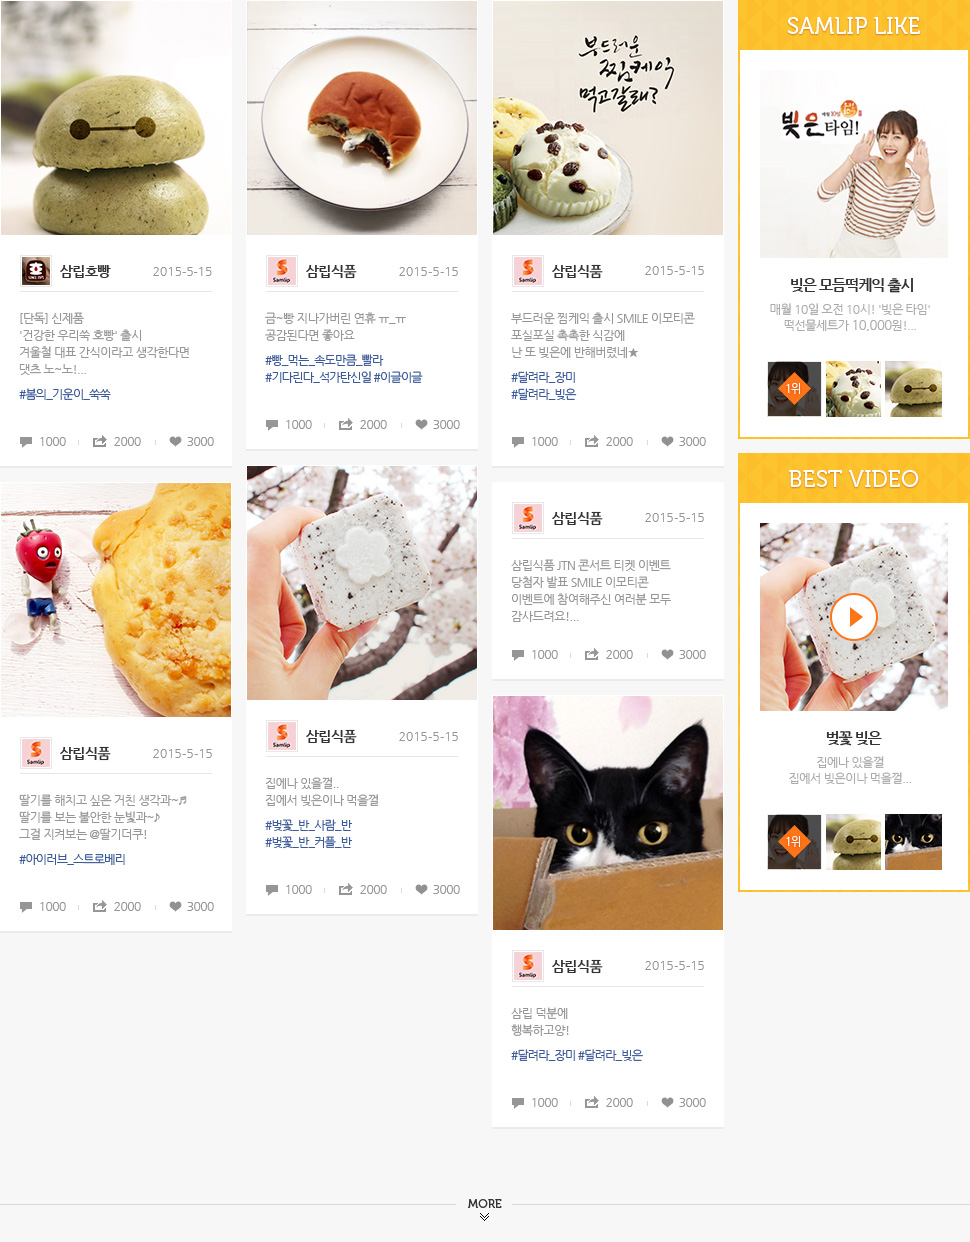 삼립호빵 2015-5-15
[단독] 신제품
'건강한 우리쑥 호빵' 출시
겨울철 대표 간식이라고 생각한다면
댓츠 노~노!...
#봄의_기운이_쑥쑥
1000 2000 3000
Samlip
삼립식품 2015-5-15
딸기를 해치고 싶은 거친 생각과~♬
딸기를 보는 불안한 눈빛과~♪
그걸 지켜보는 @딸기더쿠!
#아이러브_스트로베리
1000 2000 3000
Samlip
삼립식품 2015-5-15
금~빵 지나가버린 연휴 ㅠ_ㅠ
공감된다면 좋아요
#빵_먹는_속도만큼_빨라
#기다린다_석가탄신일 #이글이글
1000 2000 3000
Samlip
삼립식품 2015-5-15
집에나 있을껄..
집에서 빚은이나 먹을껄
#벚꽃_반_사람_반
#벚꽃_반_커플_반
1000 2000 3000
부드러운
찜케익
먹고갈래?
Samlip
삼립식품 2015-5-15
부드러운 찜케익 출시 SMILE 이모티콘
포실포실 촉촉한 식감에
난 또 빚은에 반해버렸네★
#달려라_장미
#달려라_빚은
1000 2000 3000
Samlip
삼립식품 2015-5-15
삼립식품 JTN 콘서트 티켓 이벤트
당첨자 발표 SMILE 이모티콘
이벤트에 참여해주신 여러분 모두
감사드려요!...
1000 2000 3000
Samlip
삼립식품 2015-5-15
삼립 덕분에
행복하고양!
#달려라_장미 #달려라_빚은
1000 2000 3000
SAMLIP LIKE
빚은 타임!
빚은 모듬떡케익 출시
매월 10일 오전 10시! '빚은 타임'
떡선물세트가 10,000원!...
1위
BEST VIDEO
벚꽃 빚은
집에나 있을껄
집에서 빚은이나 먹을껄...
1위
MORE